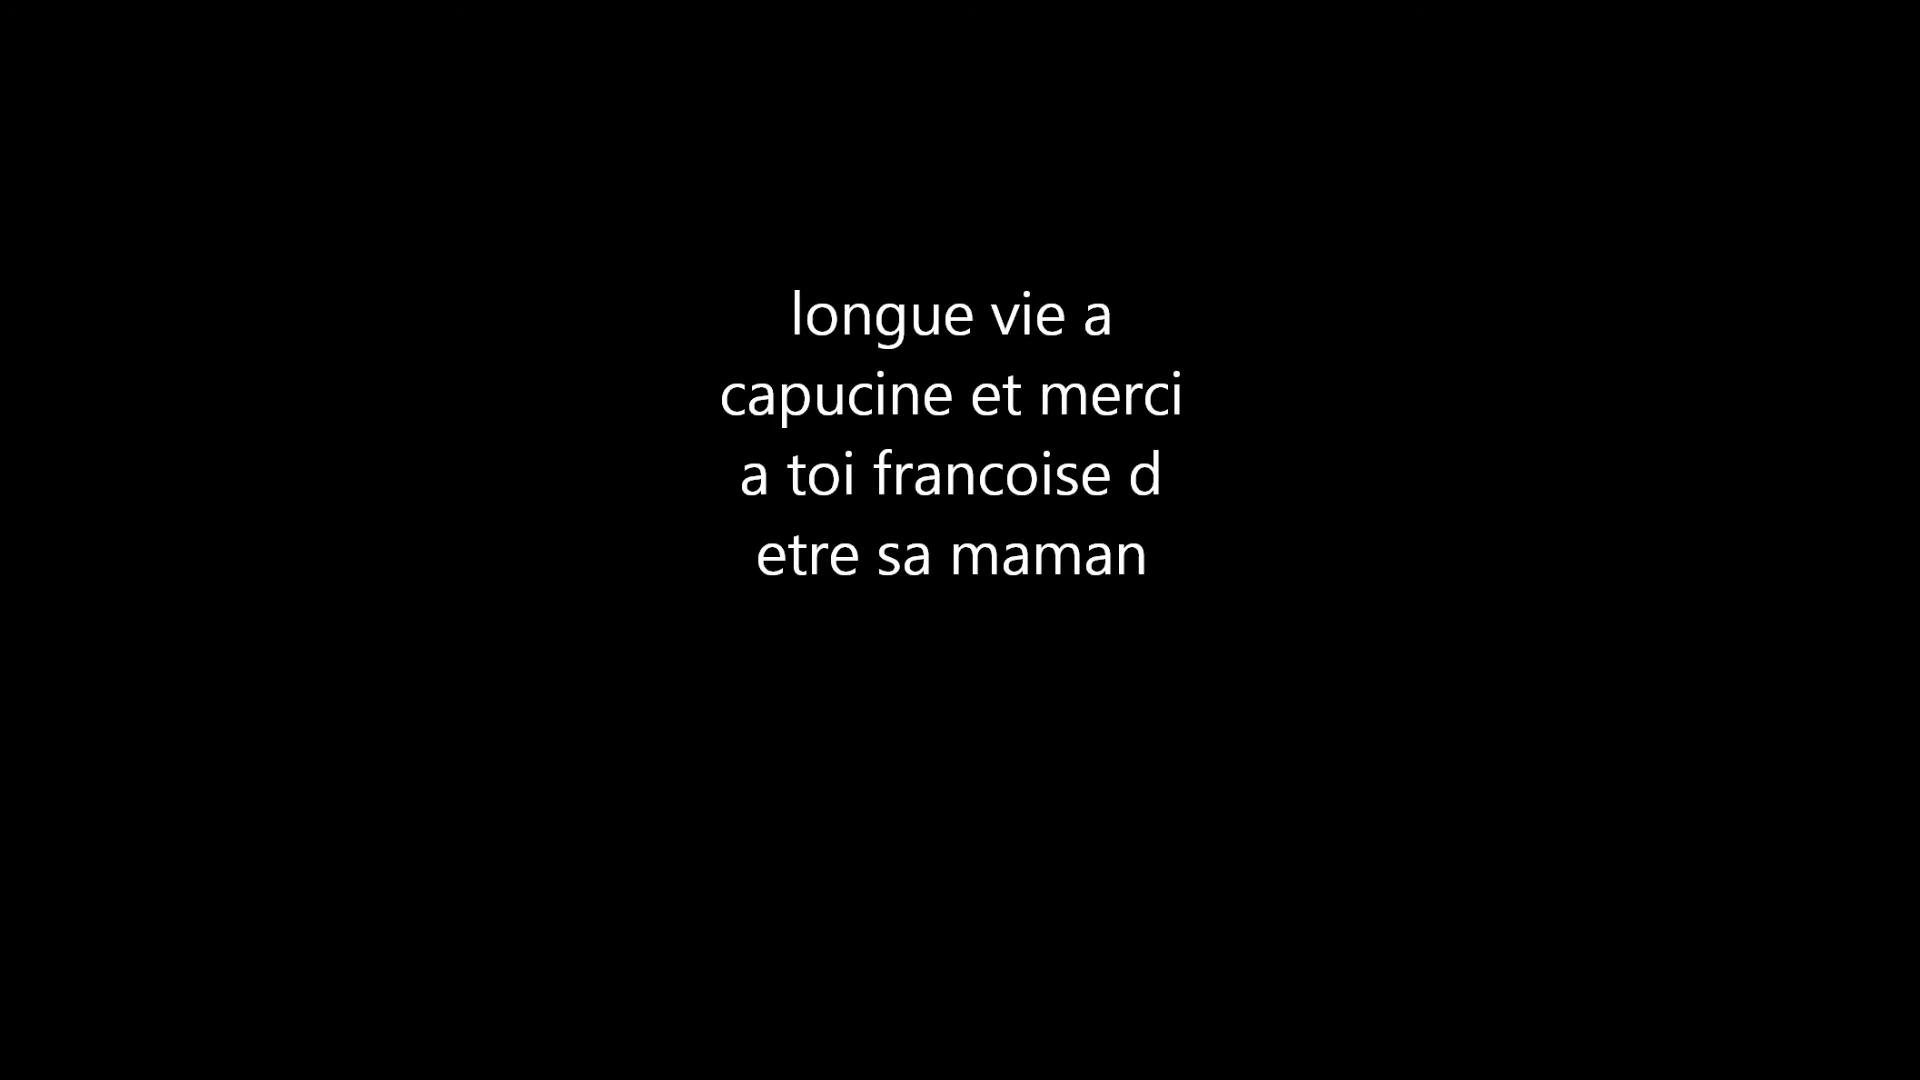 longue vie a
capucine et merci
a toi francoise d
etre sa maman